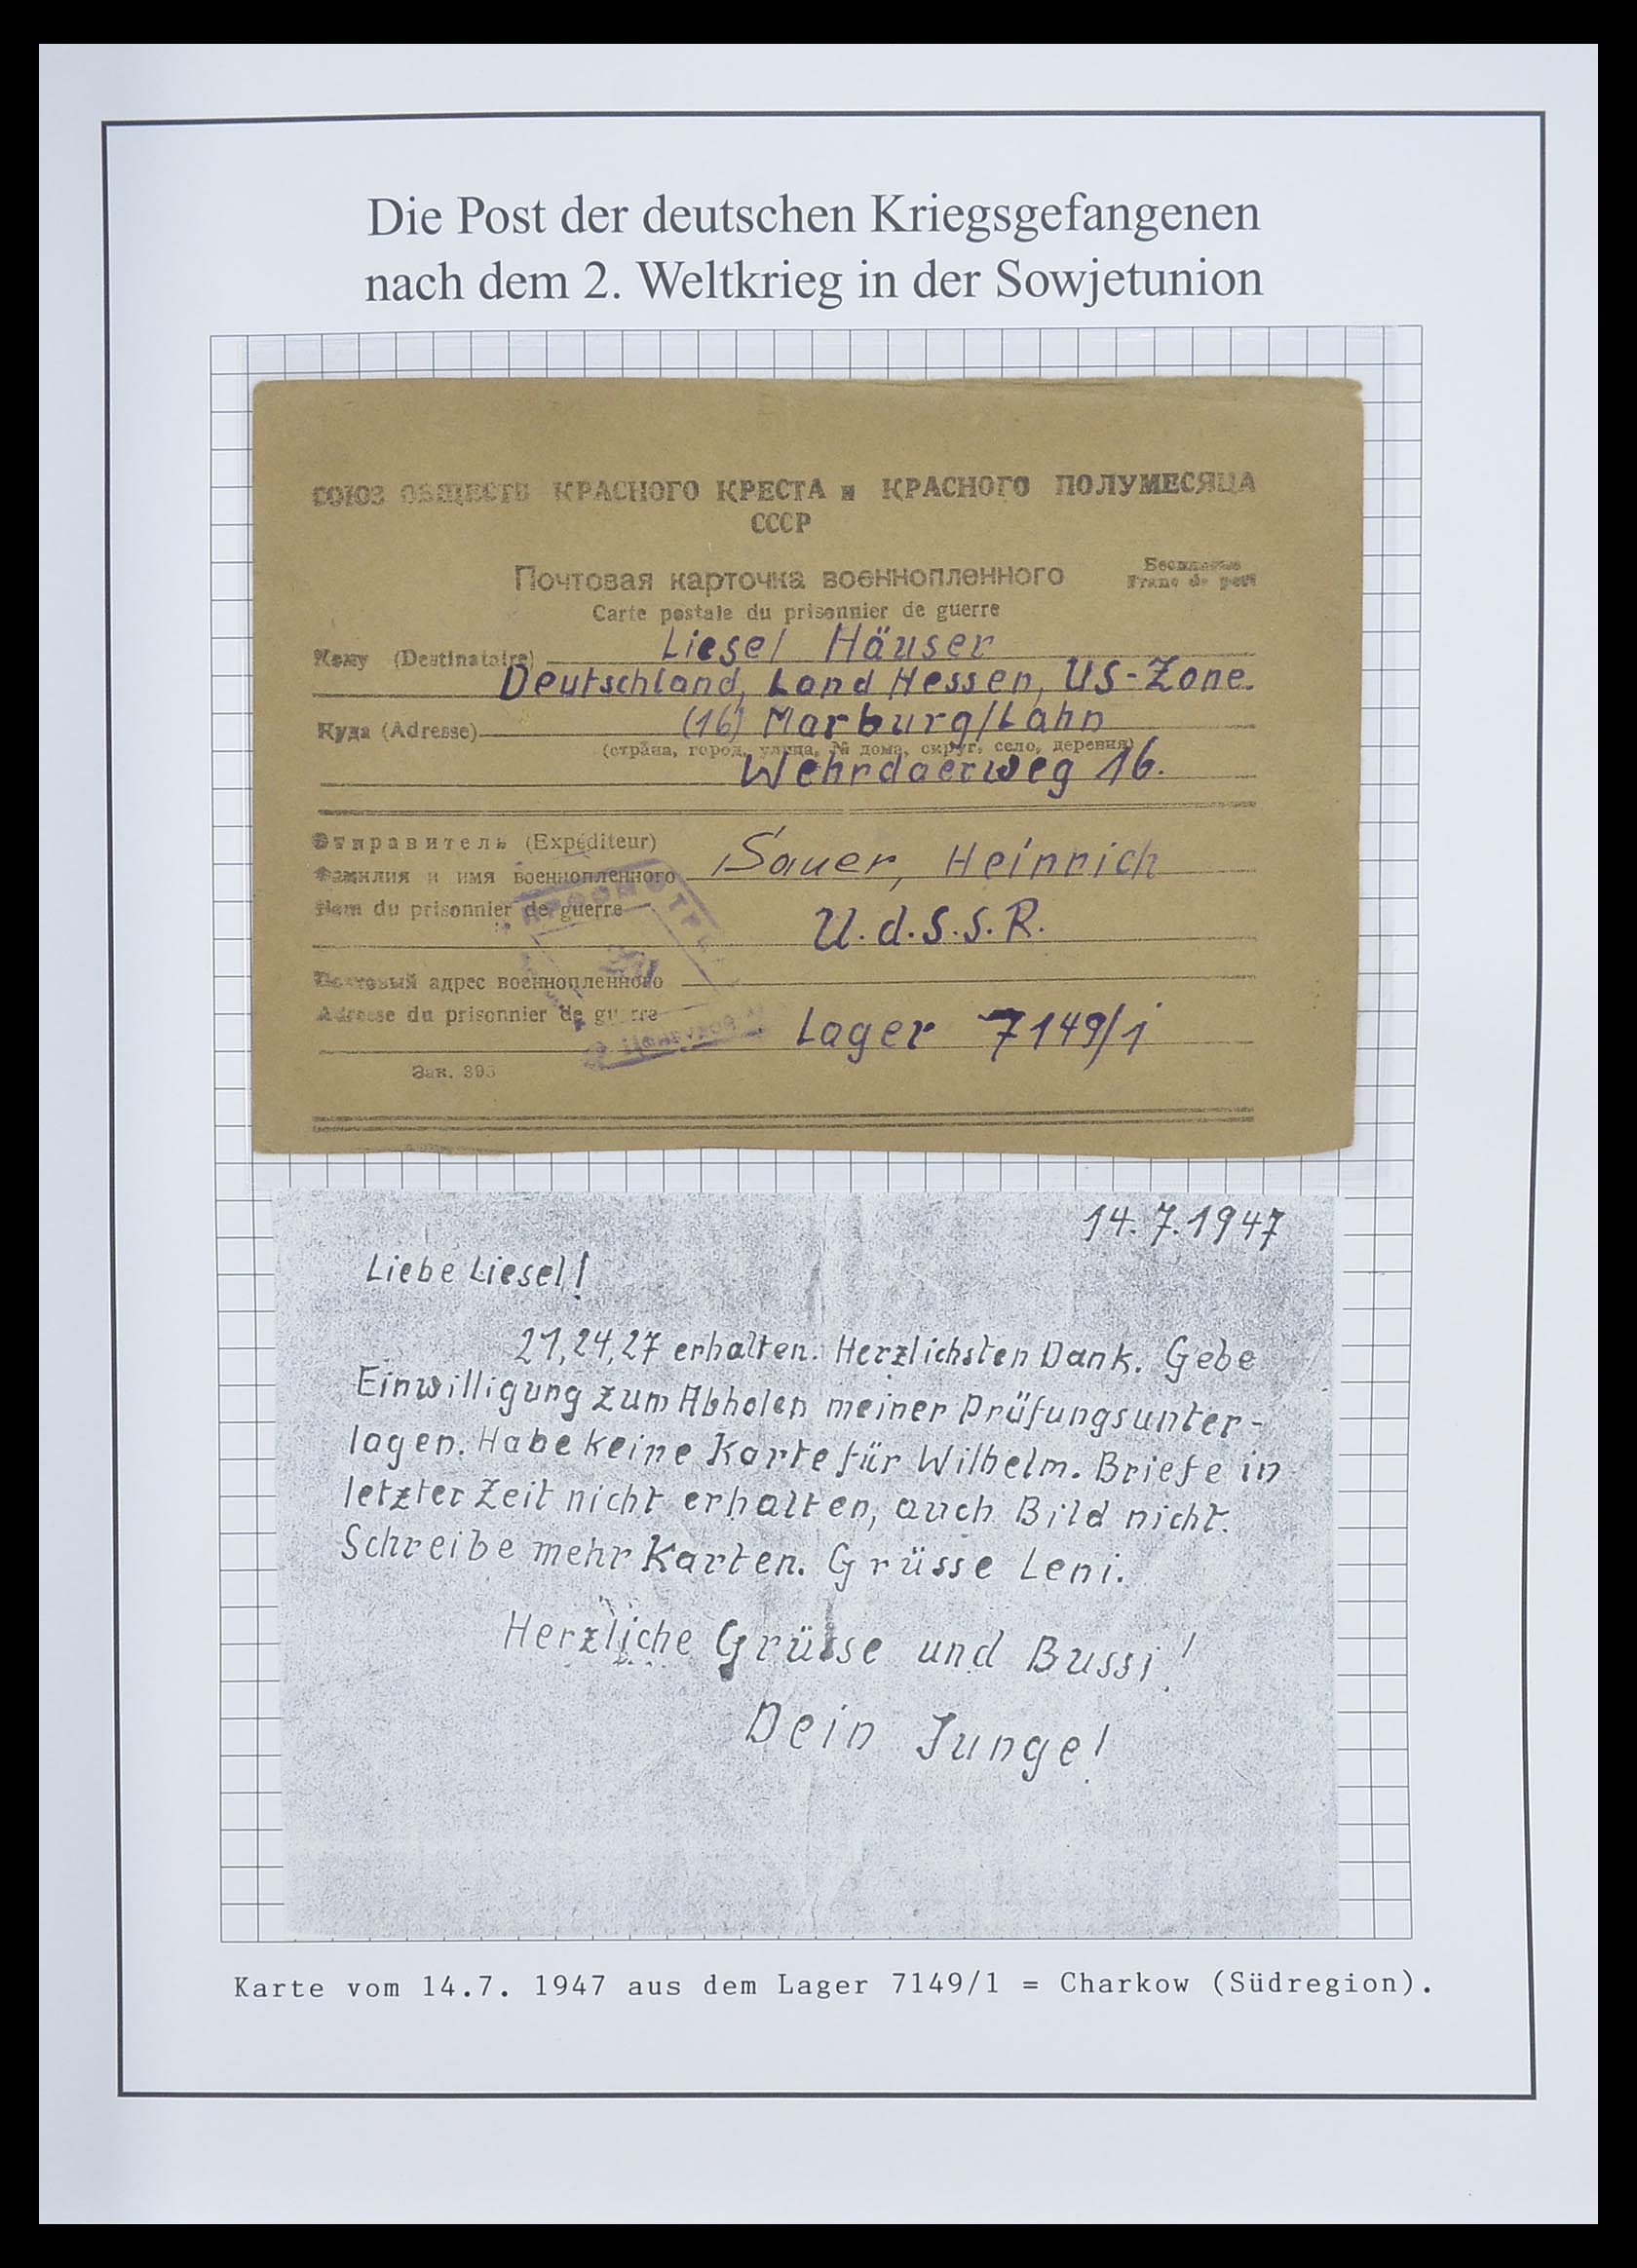 Die Post der deutschen Kriegsgefangenen
nach dem 2. Weltkrieg in der Sowjetunion
СОЮЗ ОБЩЕСТВ КРАСНОГО КРЕСТА и КРАСНОГО ПОЛУМЕСЯЦА
СССР
Почтовая карточка военнопленного
Бесплатно
Carte postale du prisonnier de guerre
Franc de port
Кому (Destinataire) Liesel Häuser
Deutschland, Land Hessen, US-Zone.
Куда (Adresse) (16) Marburg/Lahn
(страна, город, улица, № дома, округ, село, деревня)
Wehrdaerweg 16.
Отправитель (Expéditeur)
Фамилия и имя военнопленного Sauer, Heinrich
Nom du prisonnier de guerre
U.d.S.S.R.
Почтовый адрес военнопленного
Adresse du prisonnier de guerre Lager 7149/1
Зак. 395
14.7.1947
Liebe Liesel!
21, 24, 27 erhalten. Herzlichsten Dank. Gebe
Einwilligung zum Abholen meiner Prüfungsunter-
lagen. Habe keine Karte für Wilhelm. Briefe in
letzter Zeit nicht erhalten, auch Bild nicht.
Schreibe mehr Karten. Grüsse Leni.
Herzliche Grüsse und Bussi!
Dein Junge!
Karte vom 14.7. 1947 aus dem Lager 7149/1 = Charkow (Südregion).